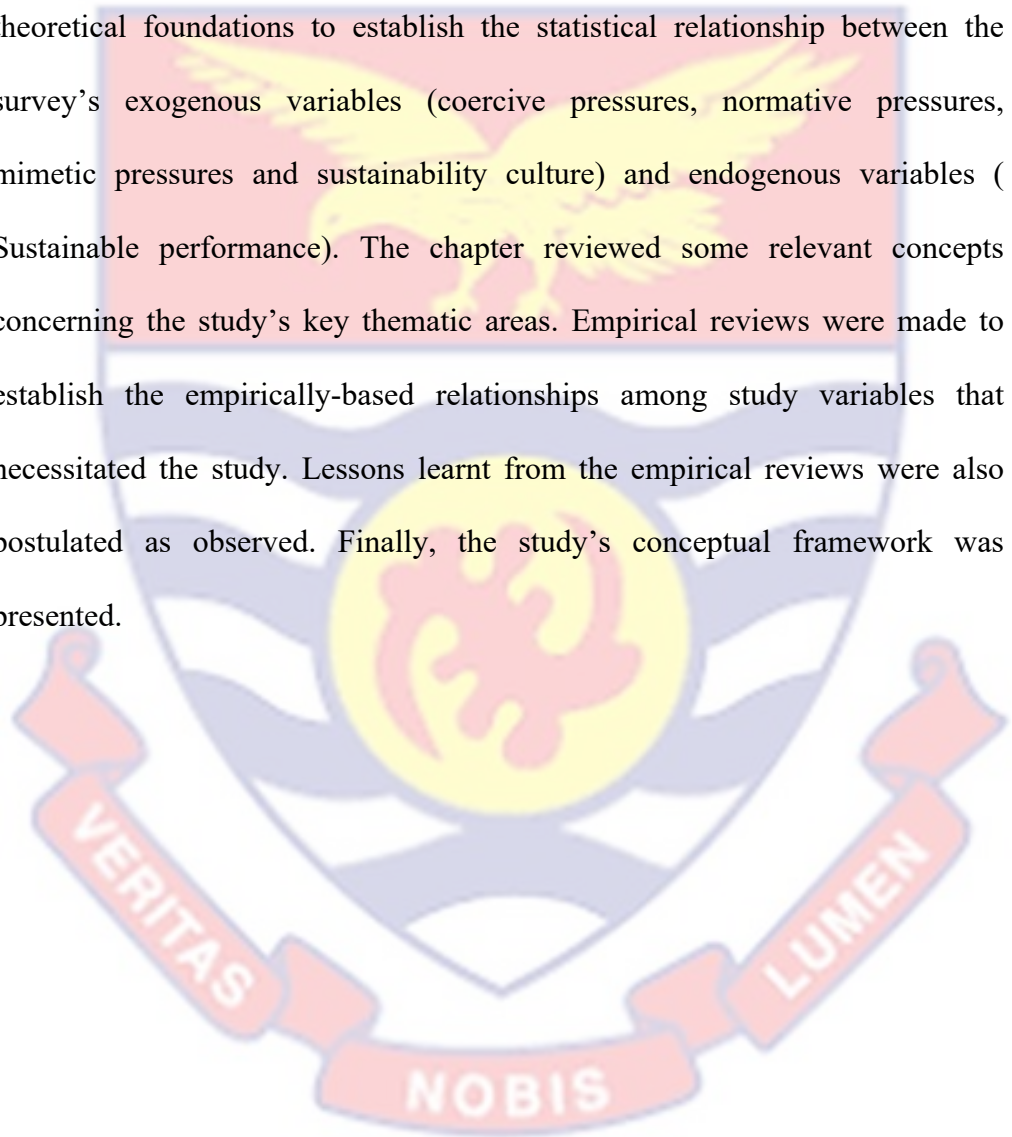 theoretical foundations to establish the statistical relationship between the
survey’s exogenous variables (coercive pressures, normative pressures,
mimetic pressures and sustainability culture) and endogenous variables (
Sustainable performance). The chapter reviewed some relevant concepts
concerning the study’s key thematic areas. Empirical reviews were made to
establish the empirically-based relationships among study variables that
necessitated the study. Lessons learnt from the empirical reviews were also
postulated as observed. Finally, the study’s conceptual framework was
presented.
VERITAS
NOBIS
LUMEN